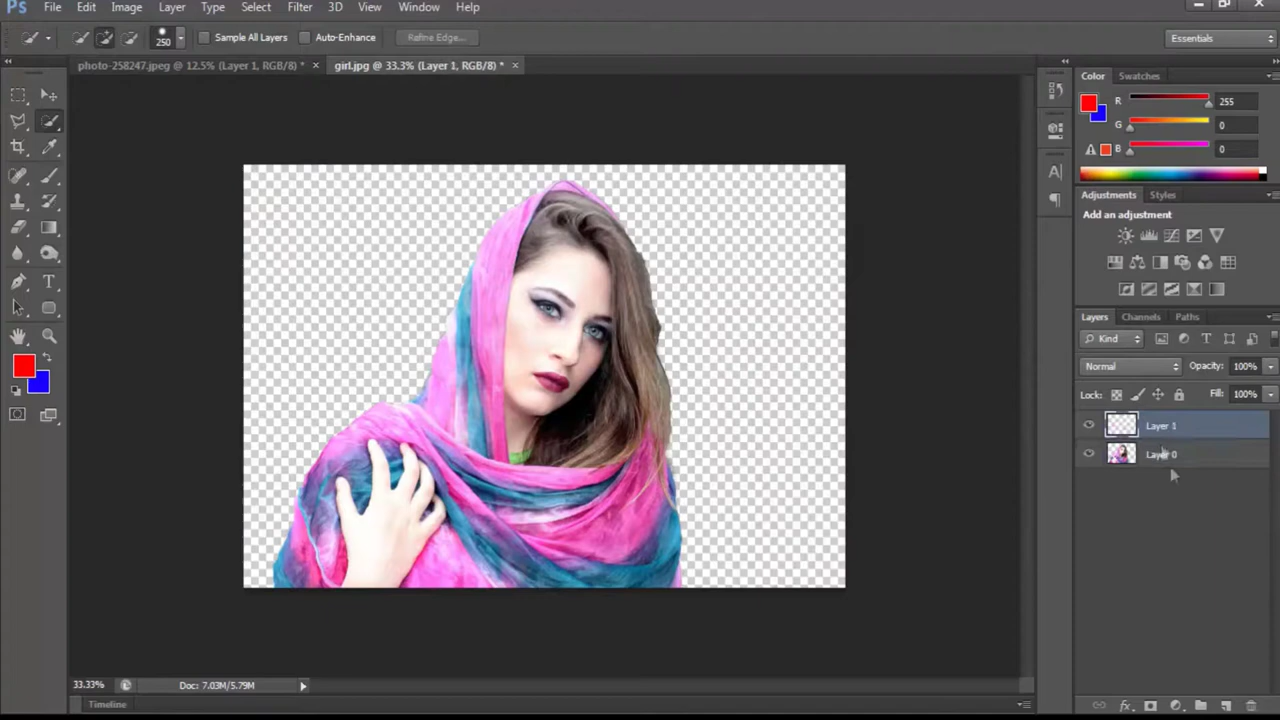 Ps File Edit Image Layer Type Select Filter 3D View Window Help
250 Sample All Layers Auto-Enhance Refine Edge... Essentials
photo-258247.jpeg @ 12.5% (Layer 1, RGB/8) * × girl.jpg @ 33.3% (Layer 1, RGB/8) * ×
Color Swatches
R 255
G 0
B 0
Adjustments Styles
Add an adjustment
Layers Channels Paths
Kind
Normal Opacity: 100%
Lock: Fill: 100%
Layer 1
Layer 0
33.33% Doc: 7.03M/5.79M
Timeline